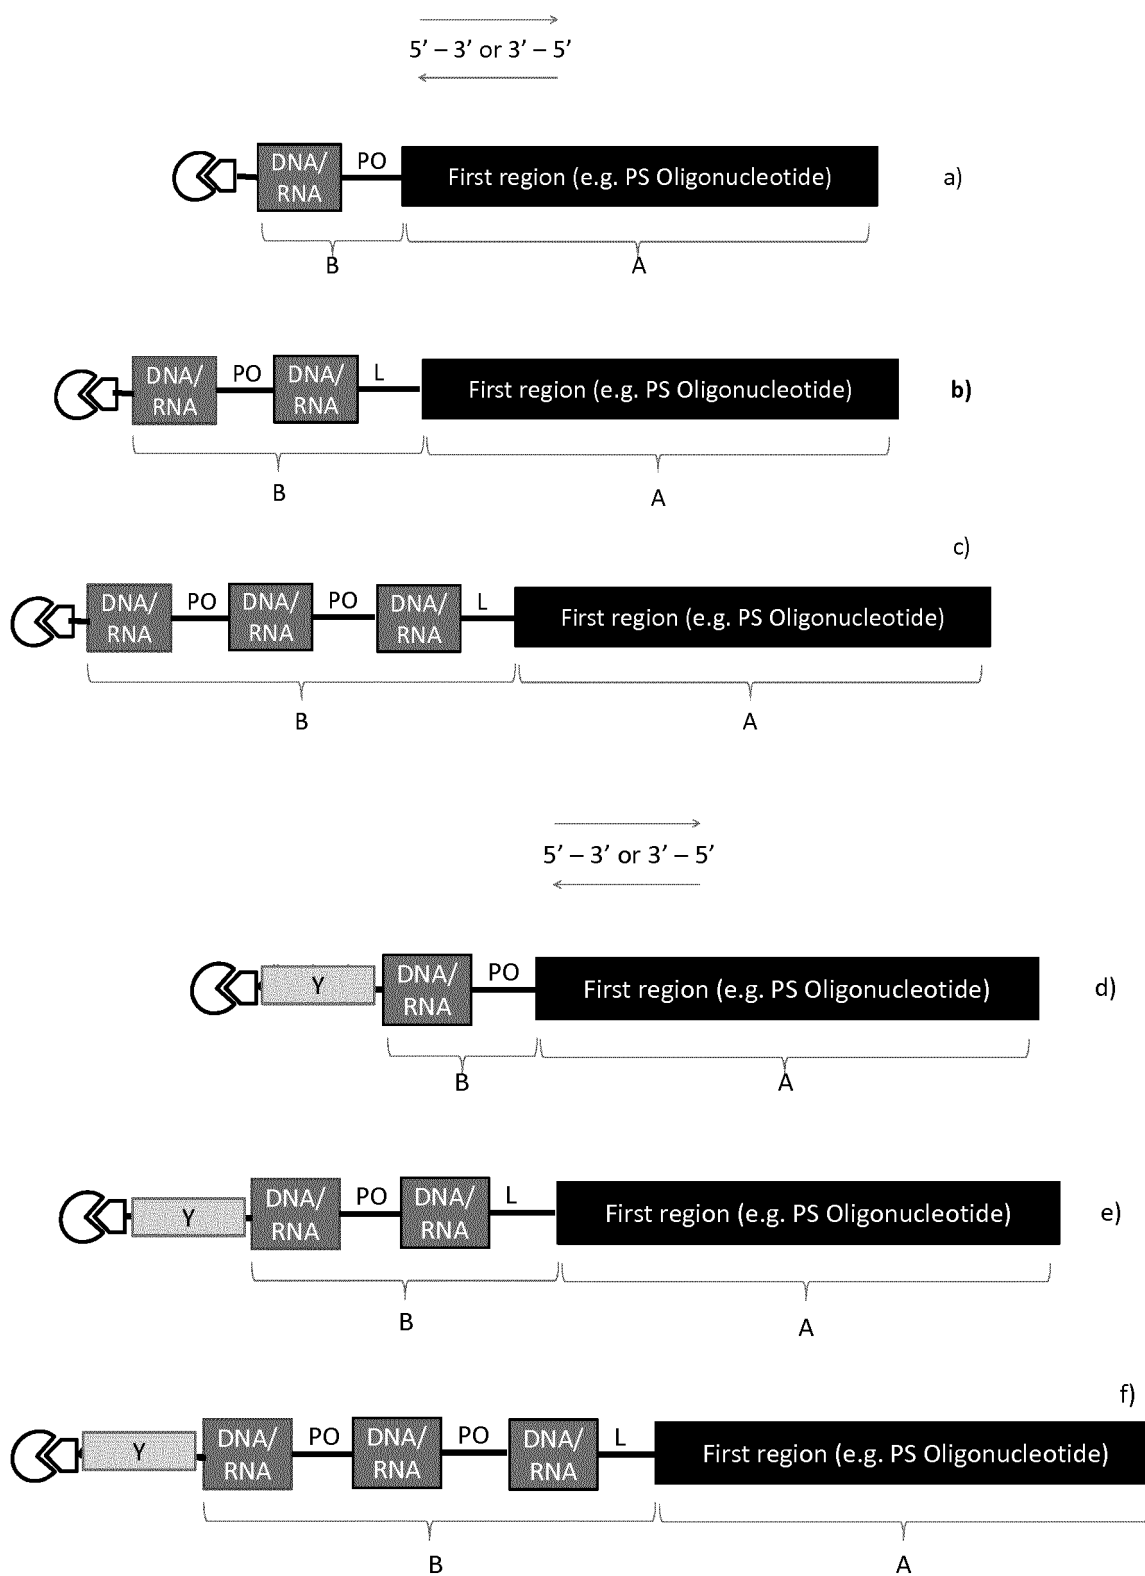 5’ – 3’ or 3’ – 5’
DNA/
RNA
PO
First region (e.g. PS Oligonucleotide)
a)
B
A
DNA/
RNA
PO
DNA/
RNA
L
First region (e.g. PS Oligonucleotide)
b)
B
A
c)
DNA/
RNA
PO
DNA/
RNA
PO
DNA/
RNA
L
First region (e.g. PS Oligonucleotide)
B
A
5’ – 3’ or 3’ – 5’
Y
DNA/
RNA
PO
First region (e.g. PS Oligonucleotide)
d)
B
A
Y
DNA/
RNA
PO
DNA/
RNA
L
First region (e.g. PS Oligonucleotide)
e)
B
A
f)
Y
DNA/
RNA
PO
DNA/
RNA
PO
DNA/
RNA
L
First region (e.g. PS Oligonucleotide)
B
A